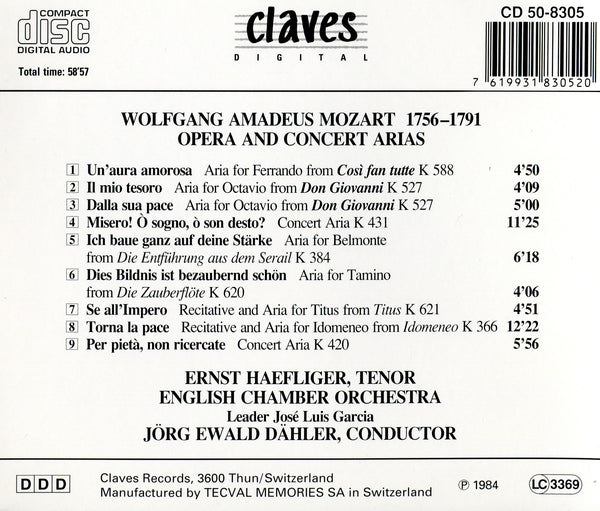 COMPACT
disc
DIGITAL AUDIO
Total time: 58'57
claves
DIGITAL
CD 50-8305
7 619931 830520
WOLFGANG AMADEUS MOZART 1756–1791
OPERA AND CONCERT ARIAS
1 Un'aura amorosa Aria for Ferrando from Così fan tutte K 588 4'50
2 Il mio tesoro Aria for Octavio from Don Giovanni K 527 4'09
3 Dalla sua pace Aria for Octavio from Don Giovanni K 527 5'00
4 Misero! Ò sogno, ò son desto? Concert Aria K 431 11'25
5 Ich baue ganz auf deine Stärke Aria for Belmonte
from Die Entführung aus dem Serail K 384 6'18
6 Dies Bildnis ist bezaubernd schön Aria for Tamino
from Die Zauberflöte K 620 4'06
7 Se all'Impero Recitative and Aria for Titus from Titus K 621 4'51
8 Torna la pace Recitative and Aria for Idomeneo from Idomeneo K 366 12'22
9 Per pietà, non ricercate Concert Aria K 420 5'56
ERNST HAEFLIGER, TENOR
ENGLISH CHAMBER ORCHESTRA
Leader José Luis Garcia
JÖRG EWALD DÄHLER, CONDUCTOR
DDD
Claves Records, 3600 Thun/Switzerland
Manufactured by TECVAL MEMORIES SA in Switzerland
℗ 1984
LC 3369